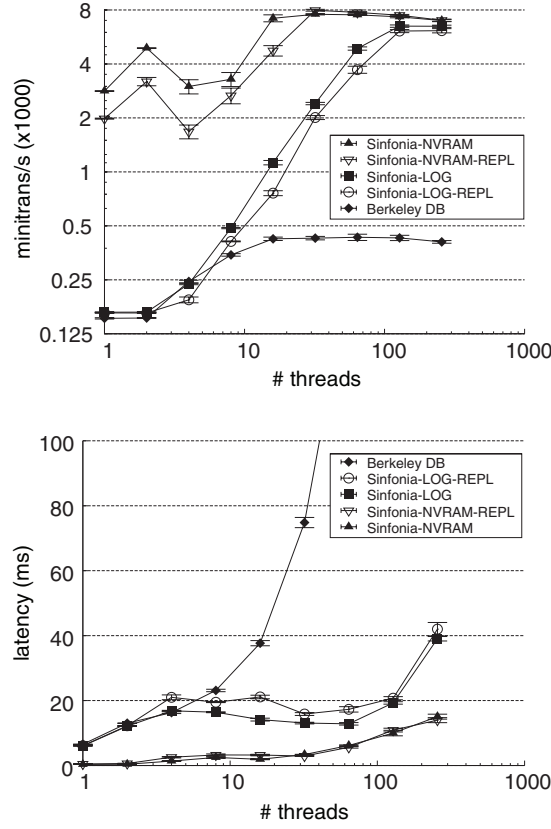 8
4
2
1
0.5
0.25
0.125
minitrans/s (x1000)
Sinfonia-NVRAM
Sinfonia-NVRAM-REPL
Sinfonia-LOG
Sinfonia-LOG-REPL
Berkeley DB
1 10 100 1000
# threads
100
80
60
40
20
0
latency (ms)
Berkeley DB
Sinfonia-LOG-REPL
Sinfonia-LOG
Sinfonia-NVRAM-REPL
Sinfonia-NVRAM
1 10 100 1000
# threads